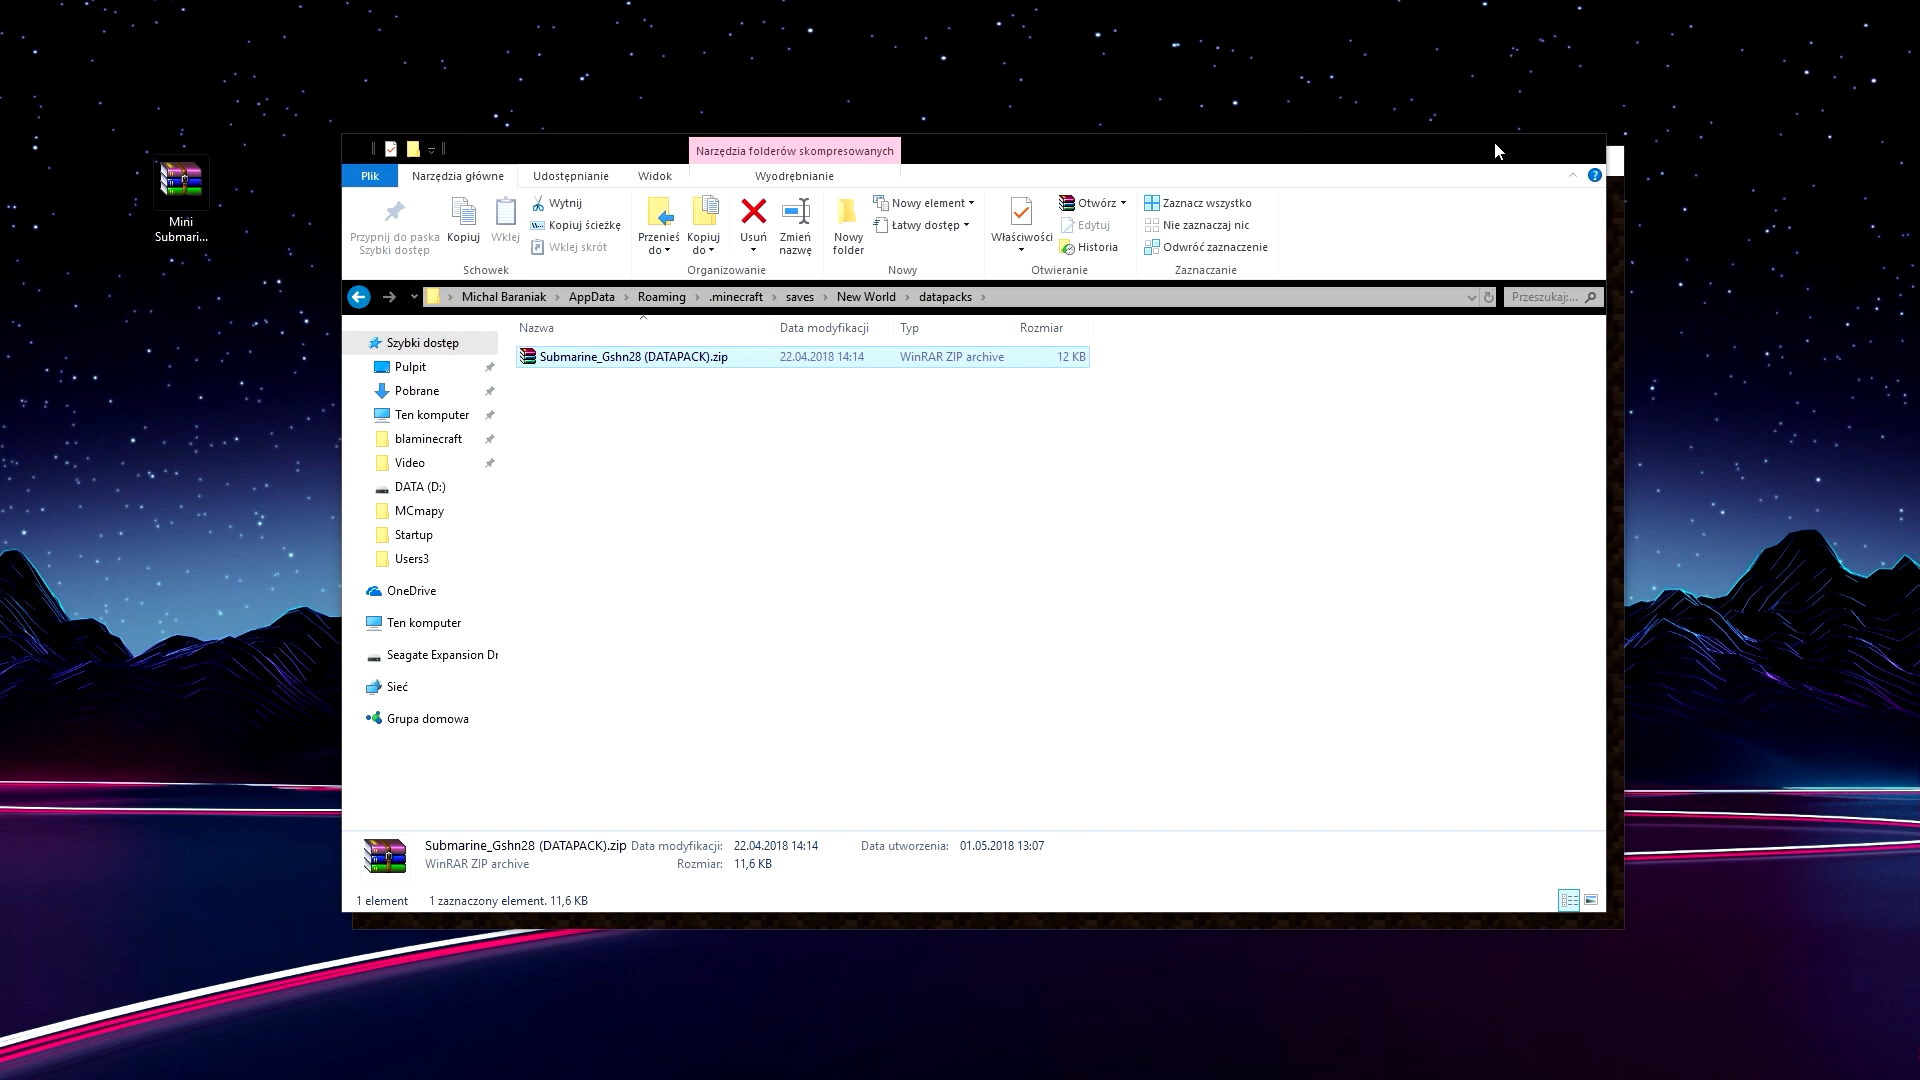 Mini
Submari...
Narzędzia folderów skompresowanych
Plik
Narzędzia główne
Udostępnianie
Widok
Wyodrębnianie
Przypnij do paska
Szybki dostęp
Kopiuj
Wklej
Wytnij
Kopiuj ścieżkę
Wklej skrót
Schowek
Przenieś
do
Kopiuj
do
Usuń
Zmień
nazwę
Organizowanie
Nowy
folder
Nowy element
Łatwy dostęp
Nowy
Właściwości
Otwórz
Edytuj
Historia
Otwieranie
Zaznacz wszystko
Nie zaznaczaj nic
Odwróć zaznaczenie
Zaznaczanie
Michal Baraniak > AppData > Roaming > .minecraft > saves > New World > datapacks >
Przeszukaj:...
Nazwa Data modyfikacji Typ Rozmiar
Submarine_Gshn28 (DATAPACK).zip 22.04.2018 14:14 WinRAR ZIP archive 12 KB
Szybki dostęp
Pulpit
Pobrane
Ten komputer
blaminecraft
Video
DATA (D:)
MCmapy
Startup
Users3
OneDrive
Ten komputer
Seagate Expansion Dr
Sieć
Grupa domowa
Submarine_Gshn28 (DATAPACK).zip Data modyfikacji: 22.04.2018 14:14 Data utworzenia: 01.05.2018 13:07
WinRAR ZIP archive Rozmiar: 11,6 KB
1 element 1 zaznaczony element. 11,6 KB